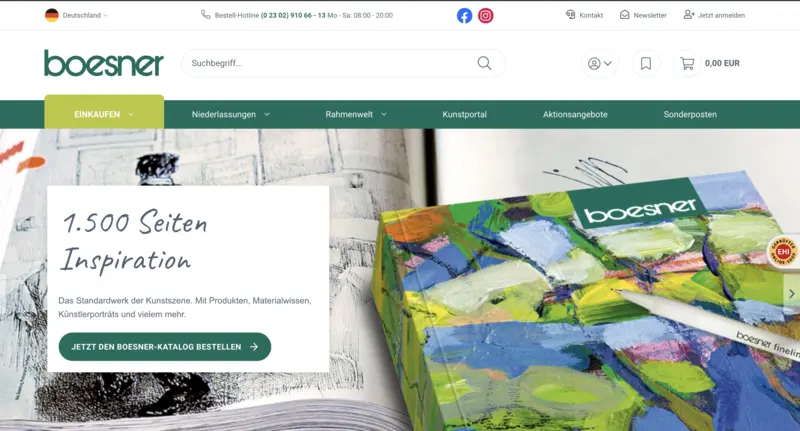 Deutschland
Bestell-Hotline (0 23 02) 910 66 - 13 Mo - Sa: 08:00 - 20:00
Kontakt
Newsletter
Jetzt anmelden
boesner
Suchbegriff...
0,00 EUR
EINKAUFEN
Niederlassungen
Rahmenwelt
Kunstportal
Aktionsangebote
Sonderposten
1.500 Seiten
Inspiration
Das Standardwerk der Kunstszene. Mit Produkten, Materialwissen,
Künstlerporträts und vielem mehr.
JETZT DEN BOESNER-KATALOG BESTELLEN
boesner
EHI
boesner fineline